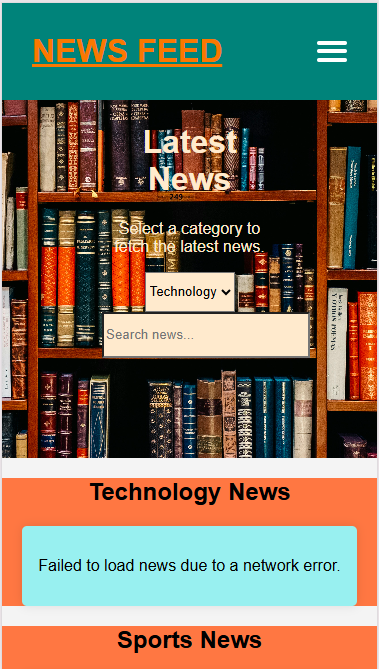 NEWS FEED
Latest
News
Select a category to
fetch the latest news.
Technology
Search news...
Technology News
Failed to load news due to a network error.
Sports News